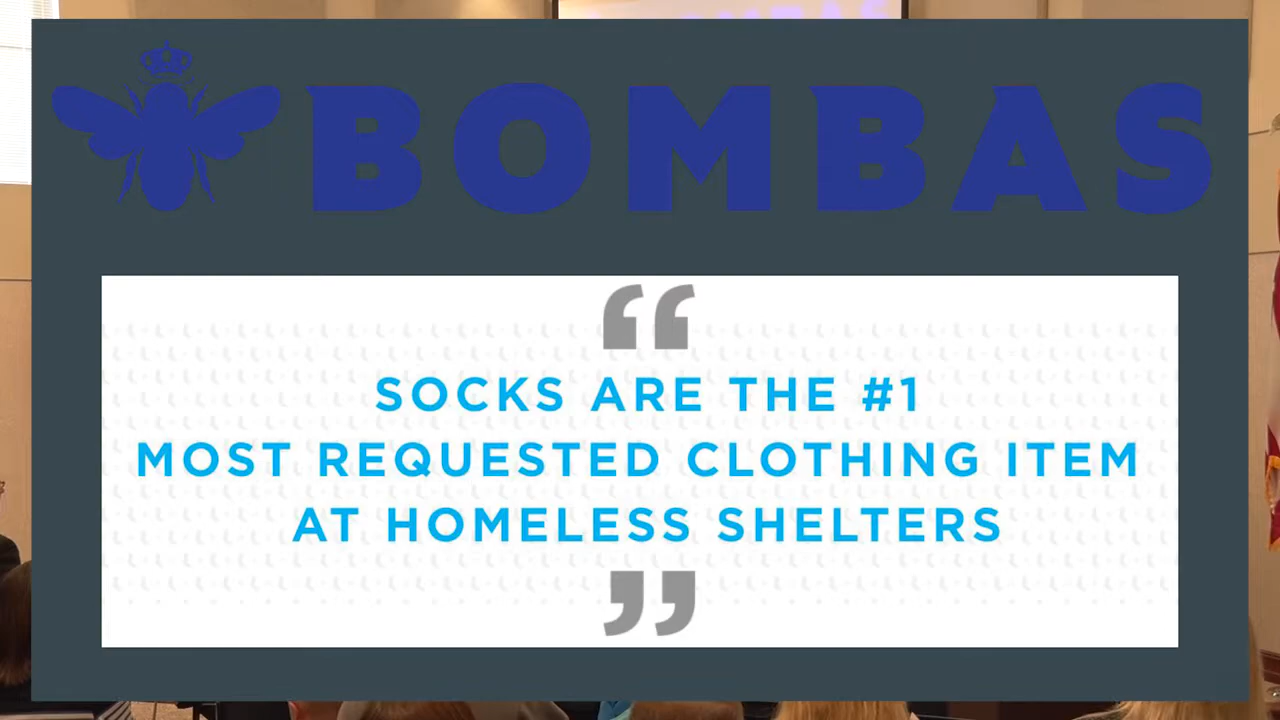 BOMBAS
“
SOCKS ARE THE #1
MOST REQUESTED CLOTHING ITEM
AT HOMELESS SHELTERS
”